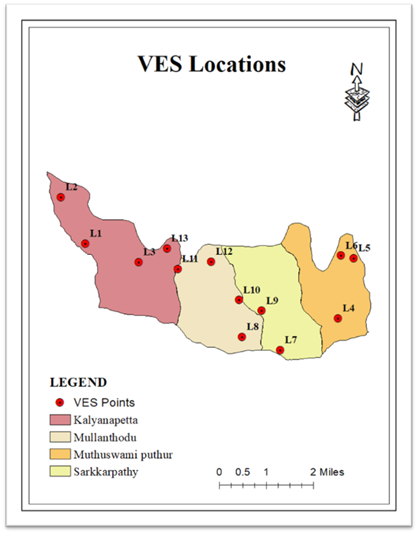 VES Locations
N
L2
L1
L13
L3
L11
L12
L6 L5
L10
L9
L4
L8
L7
LEGEND
VES Points
Kalyanapetta
Mullanthodu
Muthuswami puthur
Sarkkarpathy
0 0.5 1 2 Miles